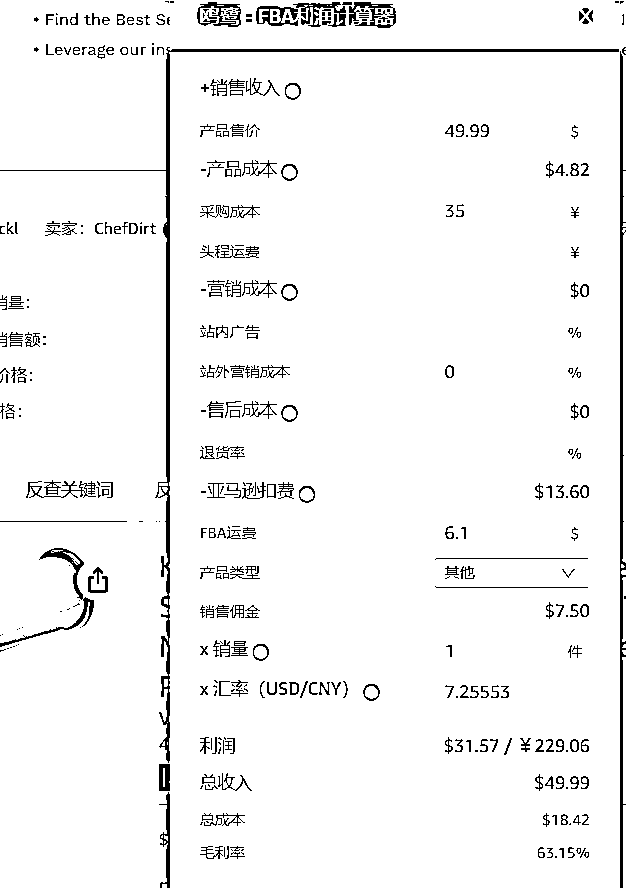 • Find the Best Se
• Leverage our ins
鸥鹭 - FBA利润计算器
+销售收入
产品售价 49.99 $
-产品成本 $4.82
采购成本 35 ¥
头程运费 ¥
-营销成本 $0
站内广告 %
站外营销成本 0 %
-售后成本 $0
退货率 %
-亚马逊扣费 $13.60
FBA运费 6.1 $
产品类型 其他
销售佣金 $7.50
x 销量 1 件
x 汇率（USD/CNY） 7.25553
利润 $31.57 / ¥229.06
总收入 $49.99
总成本 $18.42
毛利率 63.15%
ckl 卖家：ChefDirt
销量：
销售额：
价格：
格：
反查关键词 反